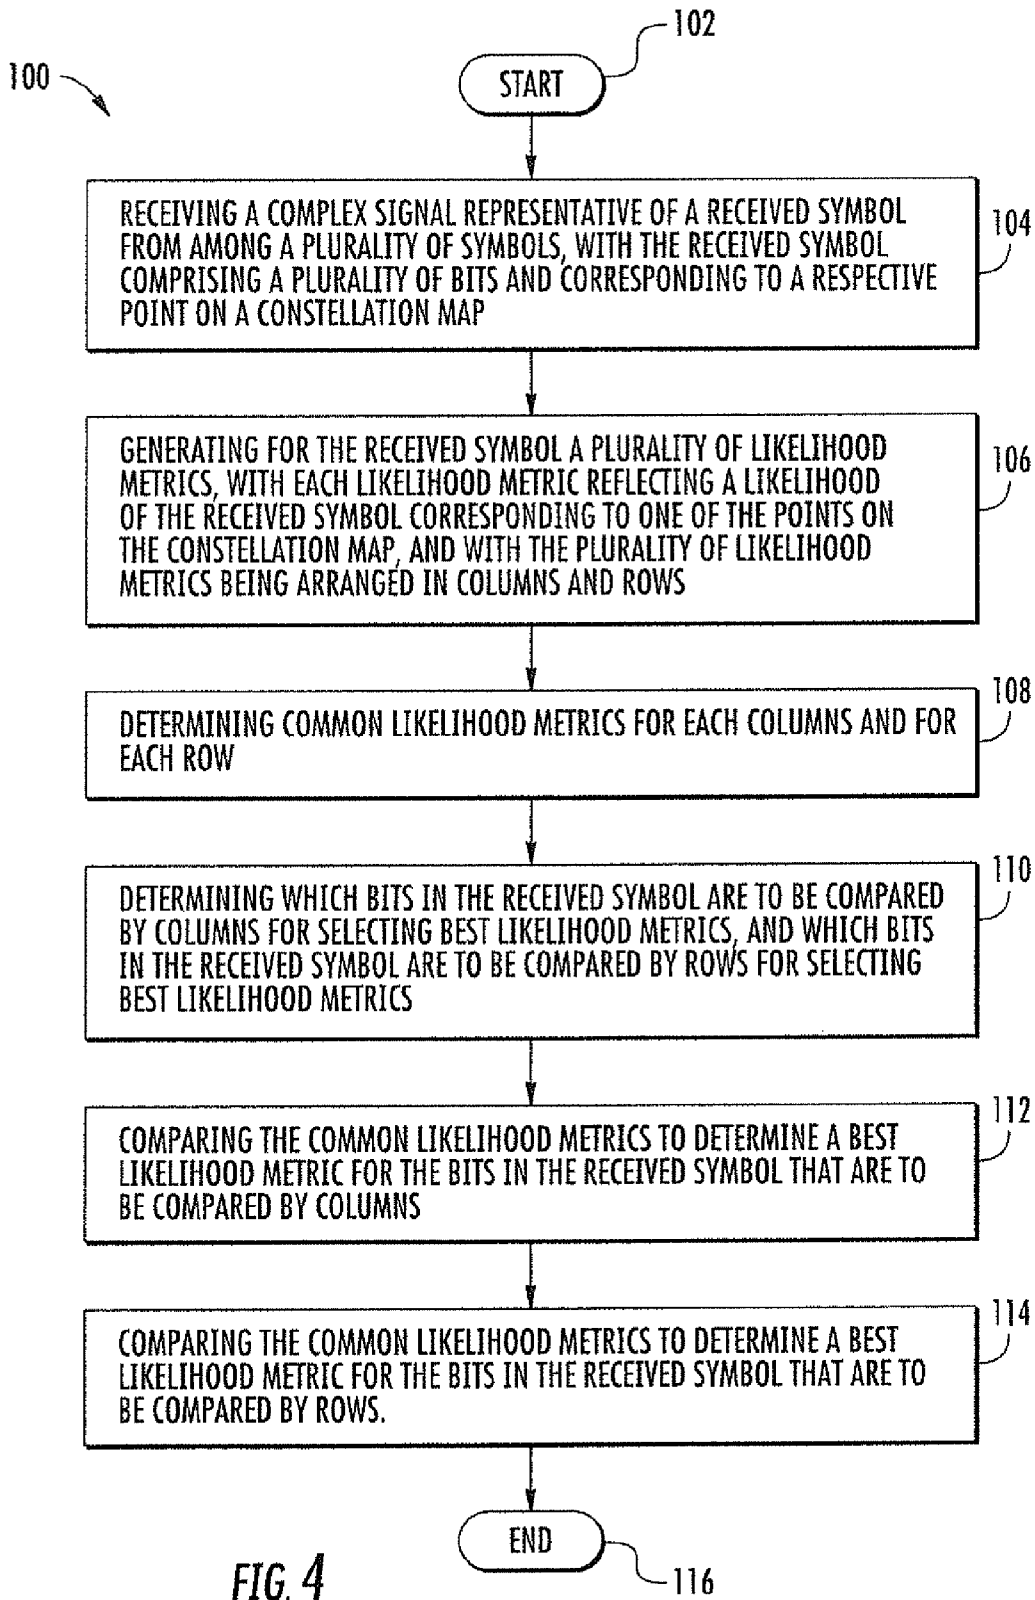 102
START
100
RECEIVING A COMPLEX SIGNAL REPRESENTATIVE OF A RECEIVED SYMBOL
FROM AMONG A PLURALITY OF SYMBOLS, WITH THE RECEIVED SYMBOL
COMPRISING A PLURALITY OF BITS AND CORRESPONDING TO A RESPECTIVE
POINT ON A CONSTELLATION MAP
104
GENERATING FOR THE RECEIVED SYMBOL A PLURALITY OF LIKELIHOOD
METRICS, WITH EACH LIKELIHOOD METRIC REFLECTING A LIKELIHOOD
OF THE RECEIVED SYMBOL CORRESPONDING TO ONE OF THE POINTS ON
THE CONSTELLATION MAP, AND WITH THE PLURALITY OF LIKELIHOOD
METRICS BEING ARRANGED IN COLUMNS AND ROWS
106
DETERMINING COMMON LIKELIHOOD METRICS FOR EACH COLUMNS AND FOR
EACH ROW
108
DETERMINING WHICH BITS IN THE RECEIVED SYMBOL ARE TO BE COMPARED
BY COLUMNS FOR SELECTING BEST LIKELIHOOD METRICS, AND WHICH BITS
IN THE RECEIVED SYMBOL ARE TO BE COMPARED BY ROWS FOR SELECTING
BEST LIKELIHOOD METRICS
110
COMPARING THE COMMON LIKELIHOOD METRICS TO DETERMINE A BEST
LIKELIHOOD METRIC FOR THE BITS IN THE RECEIVED SYMBOL THAT ARE TO
BE COMPARED BY COLUMNS
112
COMPARING THE COMMON LIKELIHOOD METRICS TO DETERMINE A BEST
LIKELIHOOD METRIC FOR THE BITS IN THE RECEIVED SYMBOL THAT ARE TO
BE COMPARED BY ROWS.
114
END
116
FIG. 4